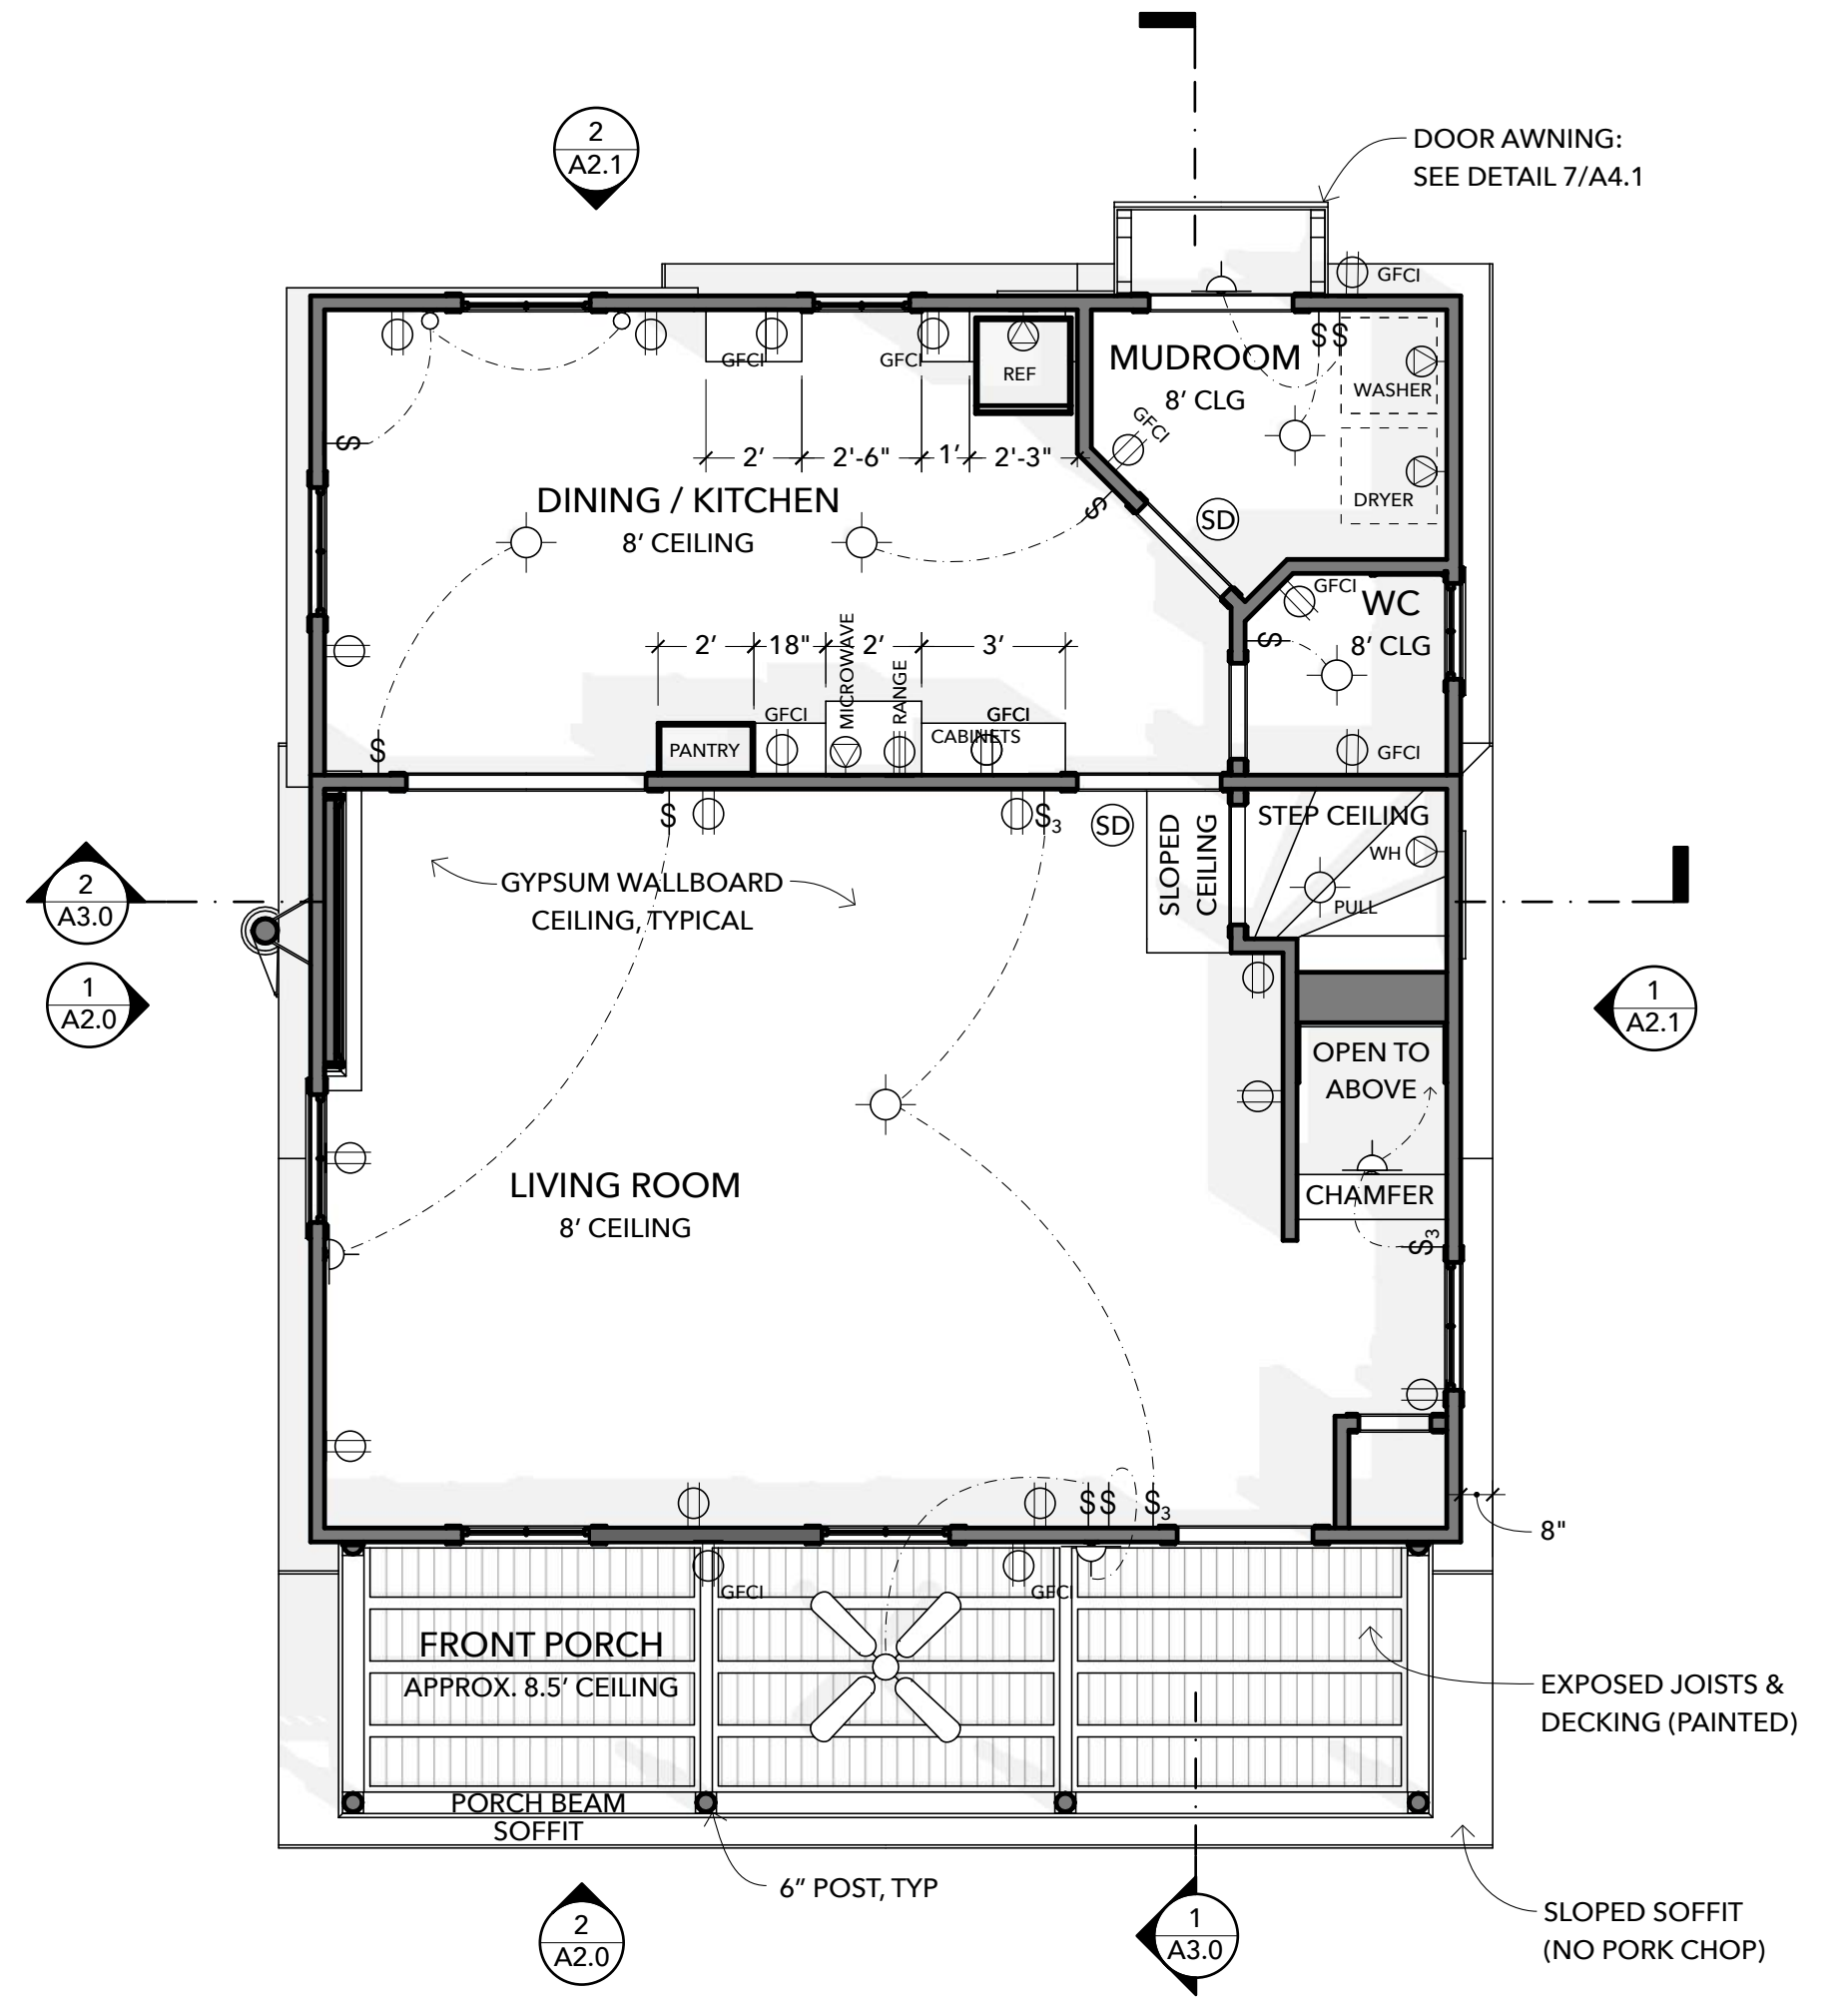 2
A2.1
DOOR AWNING:
SEE DETAIL 7/A4.1
GFCI
GFCI
GFCI
REF
MUDROOM
8' CLG
S
S
WASHER
GFCI
S
2'
2'-6"
1'
2'-3"
DINING / KITCHEN
8' CEILING
S
SD
DRYER
GFCI
WC
8' CLG
S
2'
18"
2'
3'
MICROWAVE
RANGE
GFCI
GFCI
CABINETS
PANTRY
S
GFCI
S
S3
SD
SLOPED
CEILING
STEP CEILING
WH
PULL
GYPSUM WALLBOARD
CEILING, TYPICAL
2
A3.0
1
A2.0
1
A2.1
OPEN TO
ABOVE
CHAMFER
S3
LIVING ROOM
8' CEILING
S
S
S3
8"
GFCI
GFCI
FRONT PORCH
APPROX. 8.5' CEILING
EXPOSED JOISTS &
DECKING (PAINTED)
PORCH BEAM
SOFFIT
6" POST, TYP
2
A2.0
1
A3.0
SLOPED SOFFIT
(NO PORK CHOP)